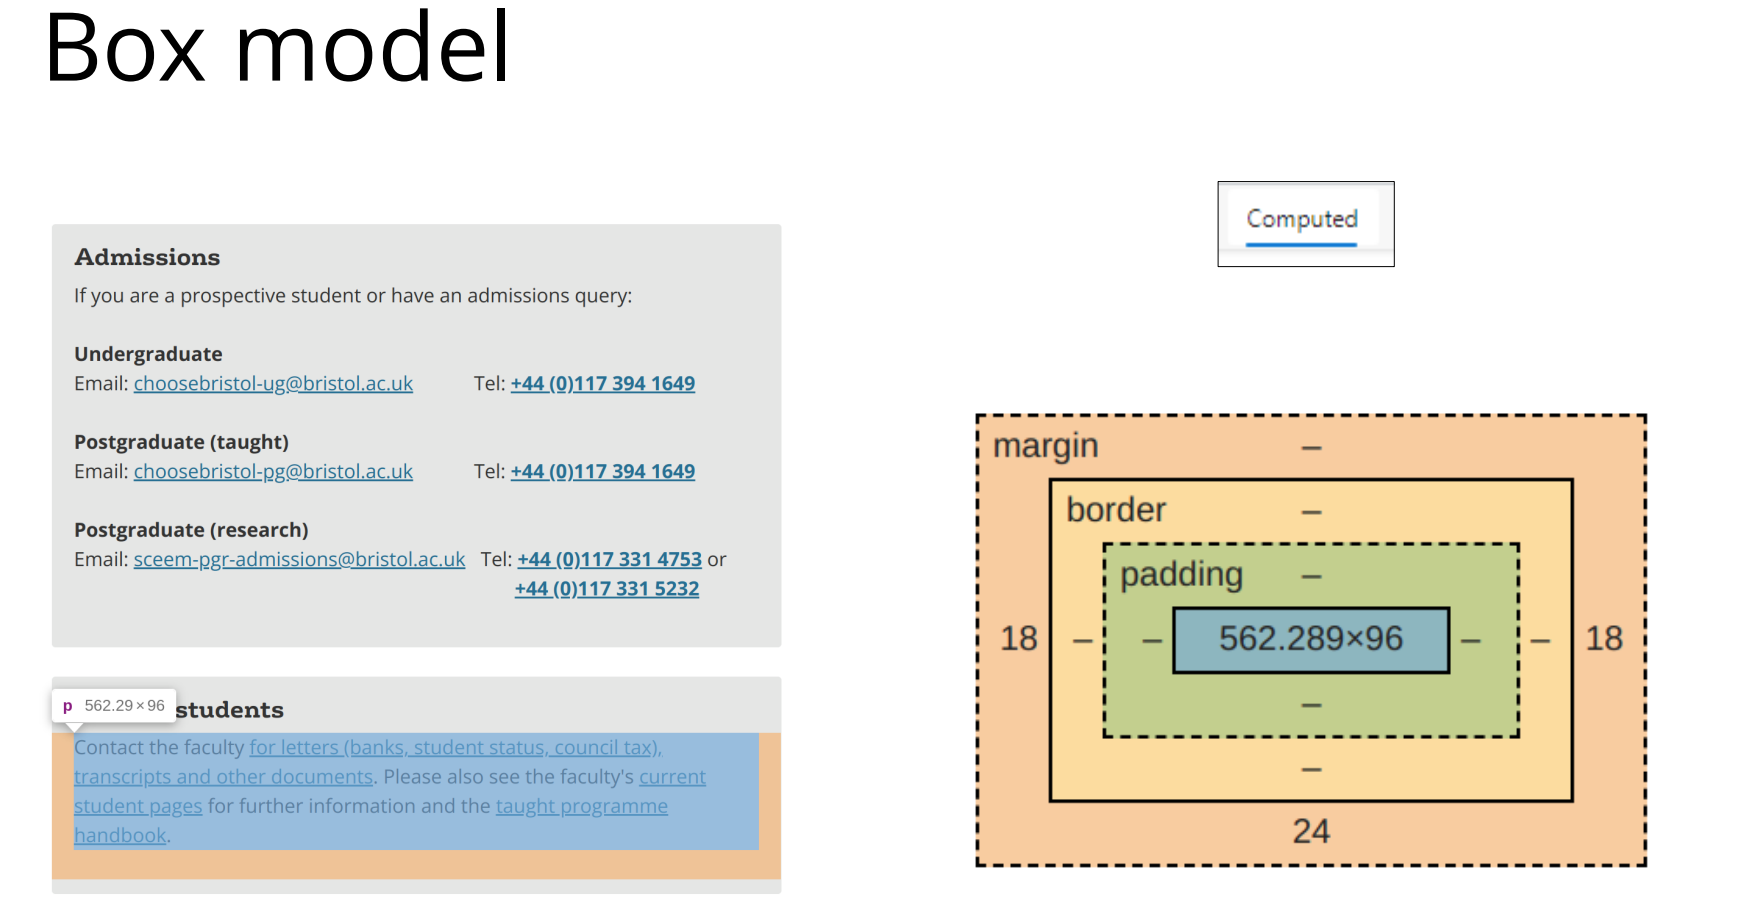 Box model
Computed
Admissions
If you are a prospective student or have an admissions query:
Undergraduate
Email: choosebristol-ug@bristol.ac.uk Tel: +44 (0)117 394 1649
Postgraduate (taught)
Email: choosebristol-pg@bristol.ac.uk Tel: +44 (0)117 394 1649
Postgraduate (research)
Email: sceem-pgr-admissions@bristol.ac.uk Tel: +44 (0)117 331 4753 or
+44 (0)117 331 5232
p 562.29×96
students
Contact the faculty for letters (banks, student status, council tax),
transcripts and other documents. Please also see the faculty's current
student pages for further information and the taught programme
handbook.
margin –
border –
padding –
18 – – 562.289×96 – – 18
–
–
24